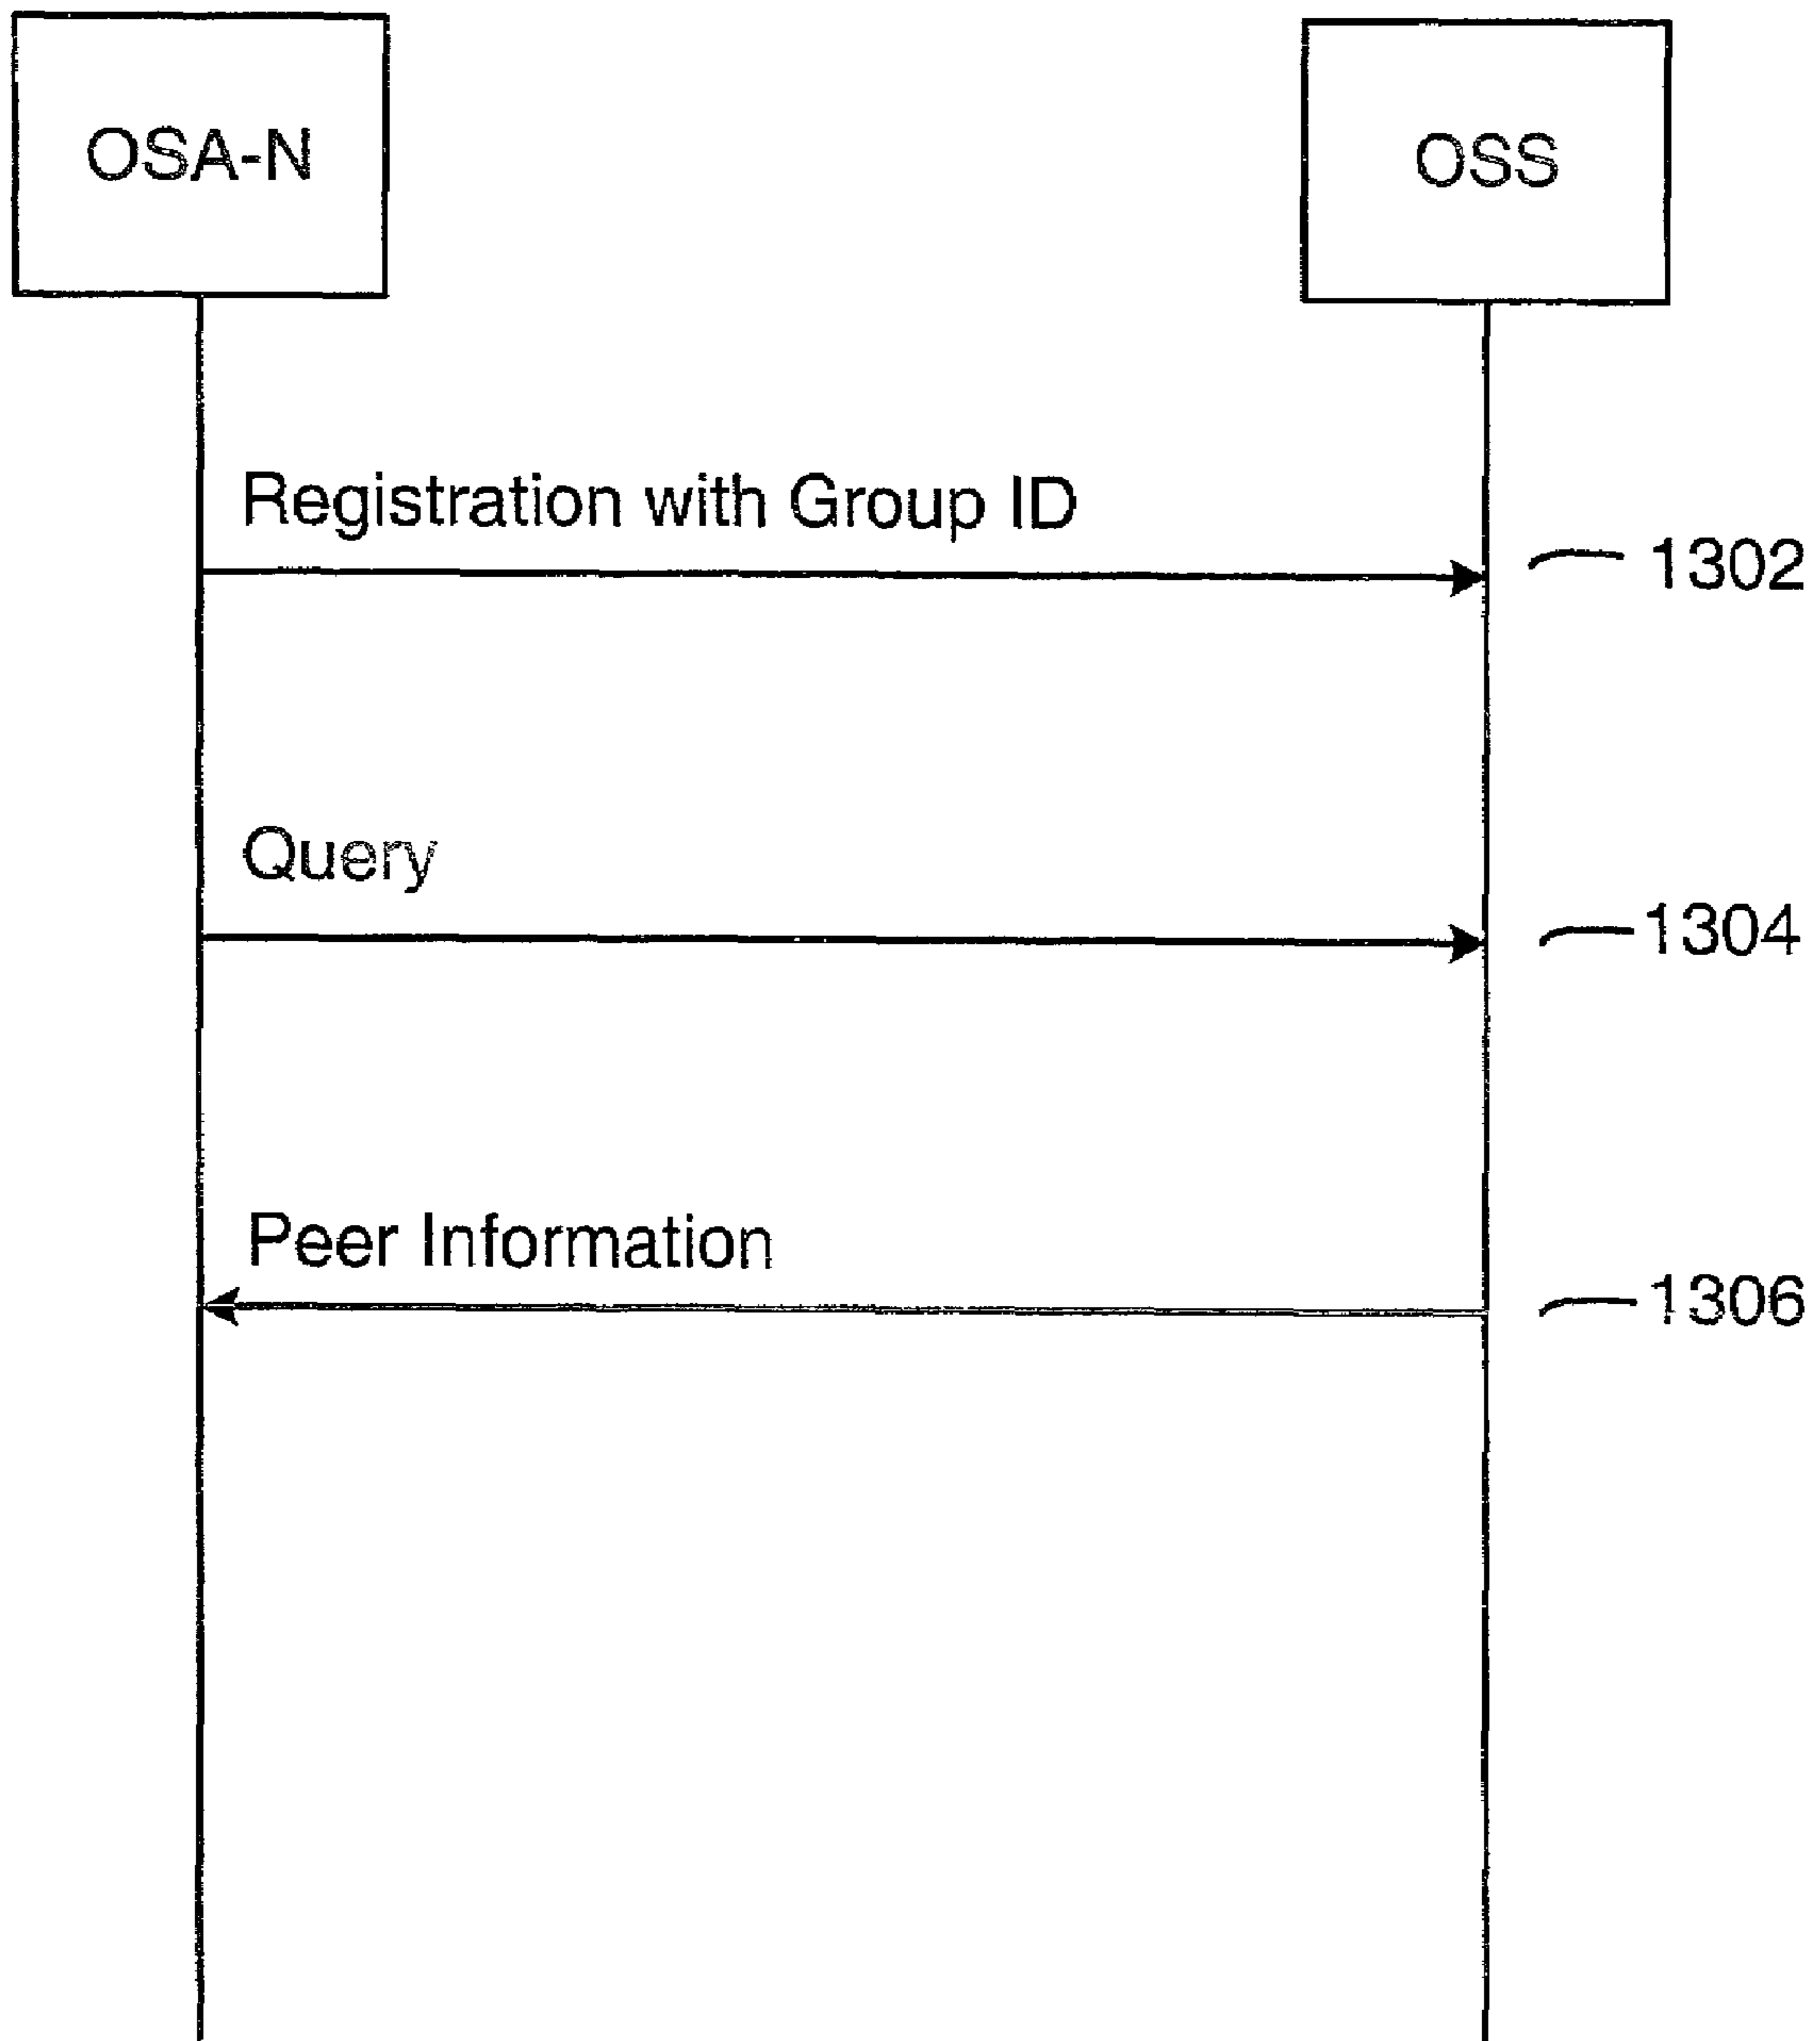 OSA-N
OSS
Registration with Group ID
1302
Query
1304
Peer Information
1306